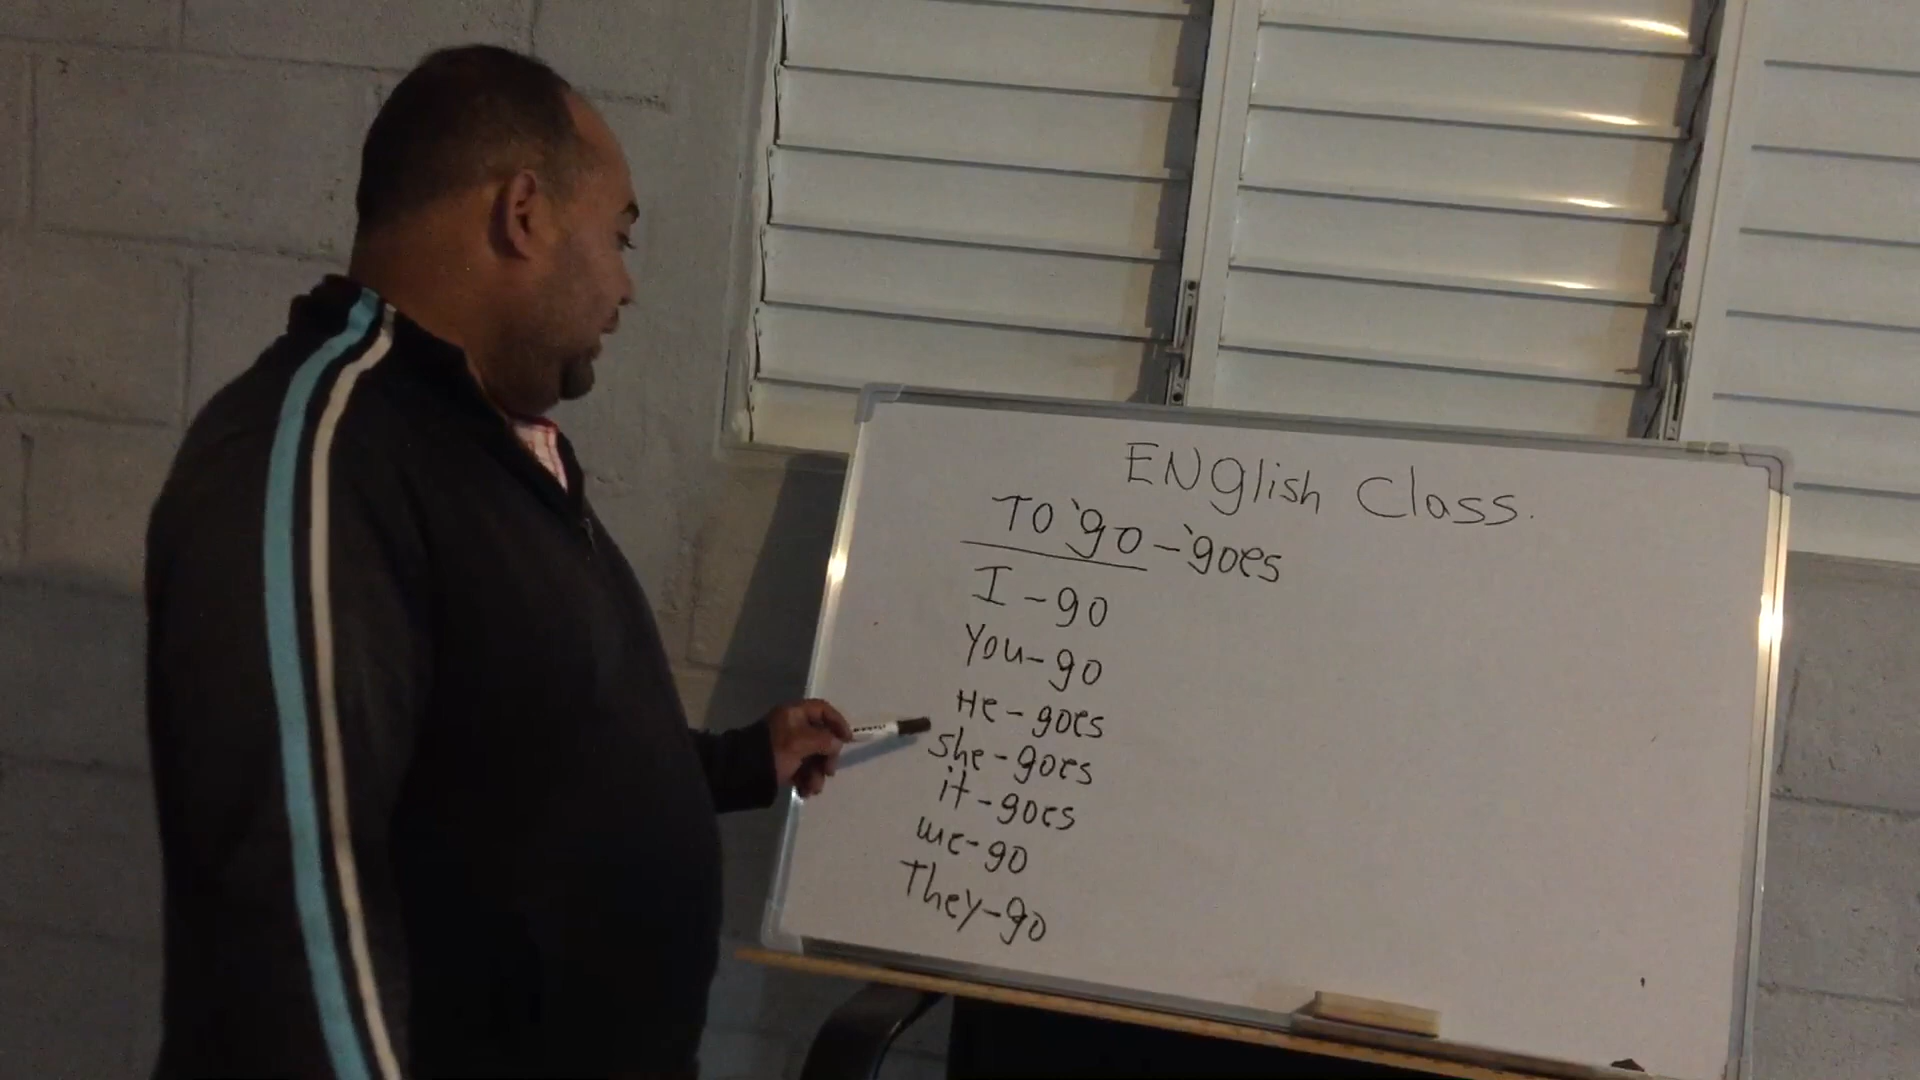 ENglish Class.
TO 'go - 'goes
I - go
You - go
He - goes
She - goes
it - goes
we - go
They - go